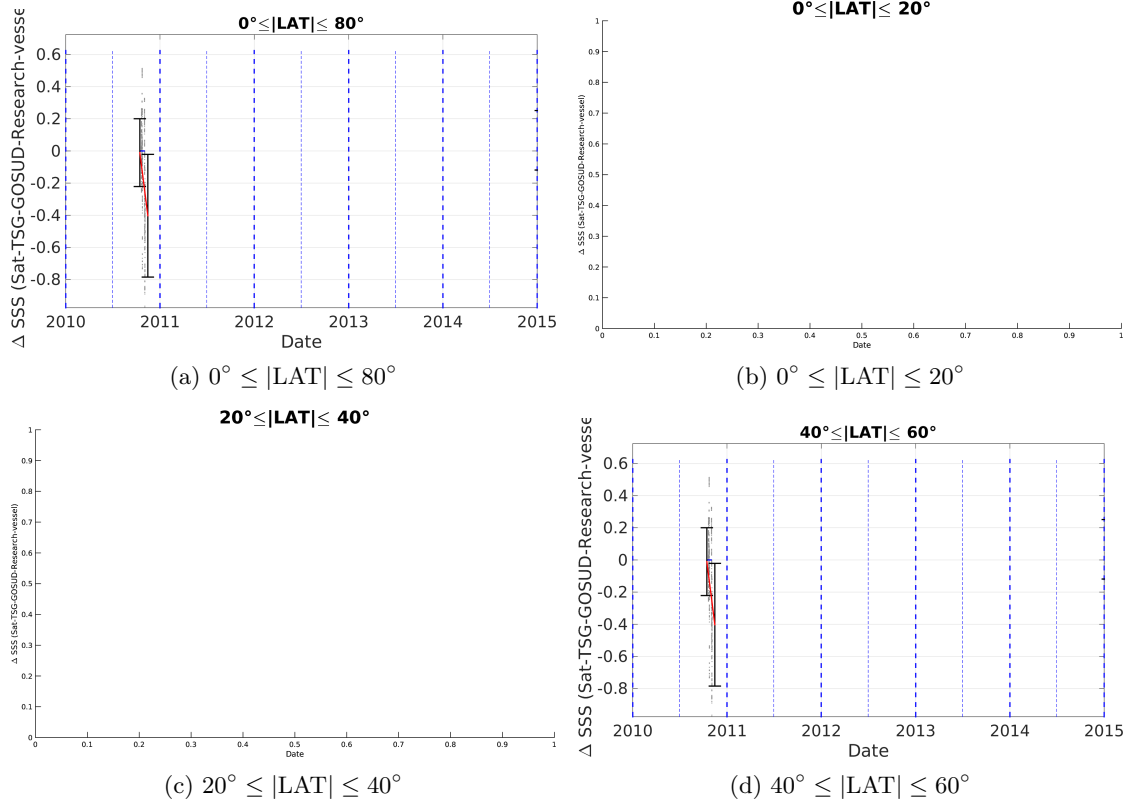 0°≤|LAT|≤ 80°
Δ SSS (Sat-TSG-GOSUD-Research-vesse
0.6
0.4
0.2
0
-0.2
-0.4
-0.6
-0.8
2010 2011 2012 2013 2014 2015
Date
(a) 0° ≤ |LAT| ≤ 80°
0°≤|LAT|≤ 20°
Δ SSS (Sat-TSG-GOSUD-Research-vessel)
1
0.9
0.8
0.7
0.6
0.5
0.4
0.3
0.2
0.1
0
0 0.1 0.2 0.3 0.4 0.5 0.6 0.7 0.8 0.9 1
Date
(b) 0° ≤ |LAT| ≤ 20°
20°≤|LAT|≤ 40°
Δ SSS (Sat-TSG-GOSUD-Research-vessel)
1
0.9
0.8
0.7
0.6
0.5
0.4
0.3
0.2
0.1
0
0 0.1 0.2 0.3 0.4 0.5 0.6 0.7 0.8 0.9 1
Date
(c) 20° ≤ |LAT| ≤ 40°
40°≤|LAT|≤ 60°
Δ SSS (Sat-TSG-GOSUD-Research-vesse
0.6
0.4
0.2
0
-0.2
-0.4
-0.6
-0.8
2010 2011 2012 2013 2014 2015
Date
(d) 40° ≤ |LAT| ≤ 60°